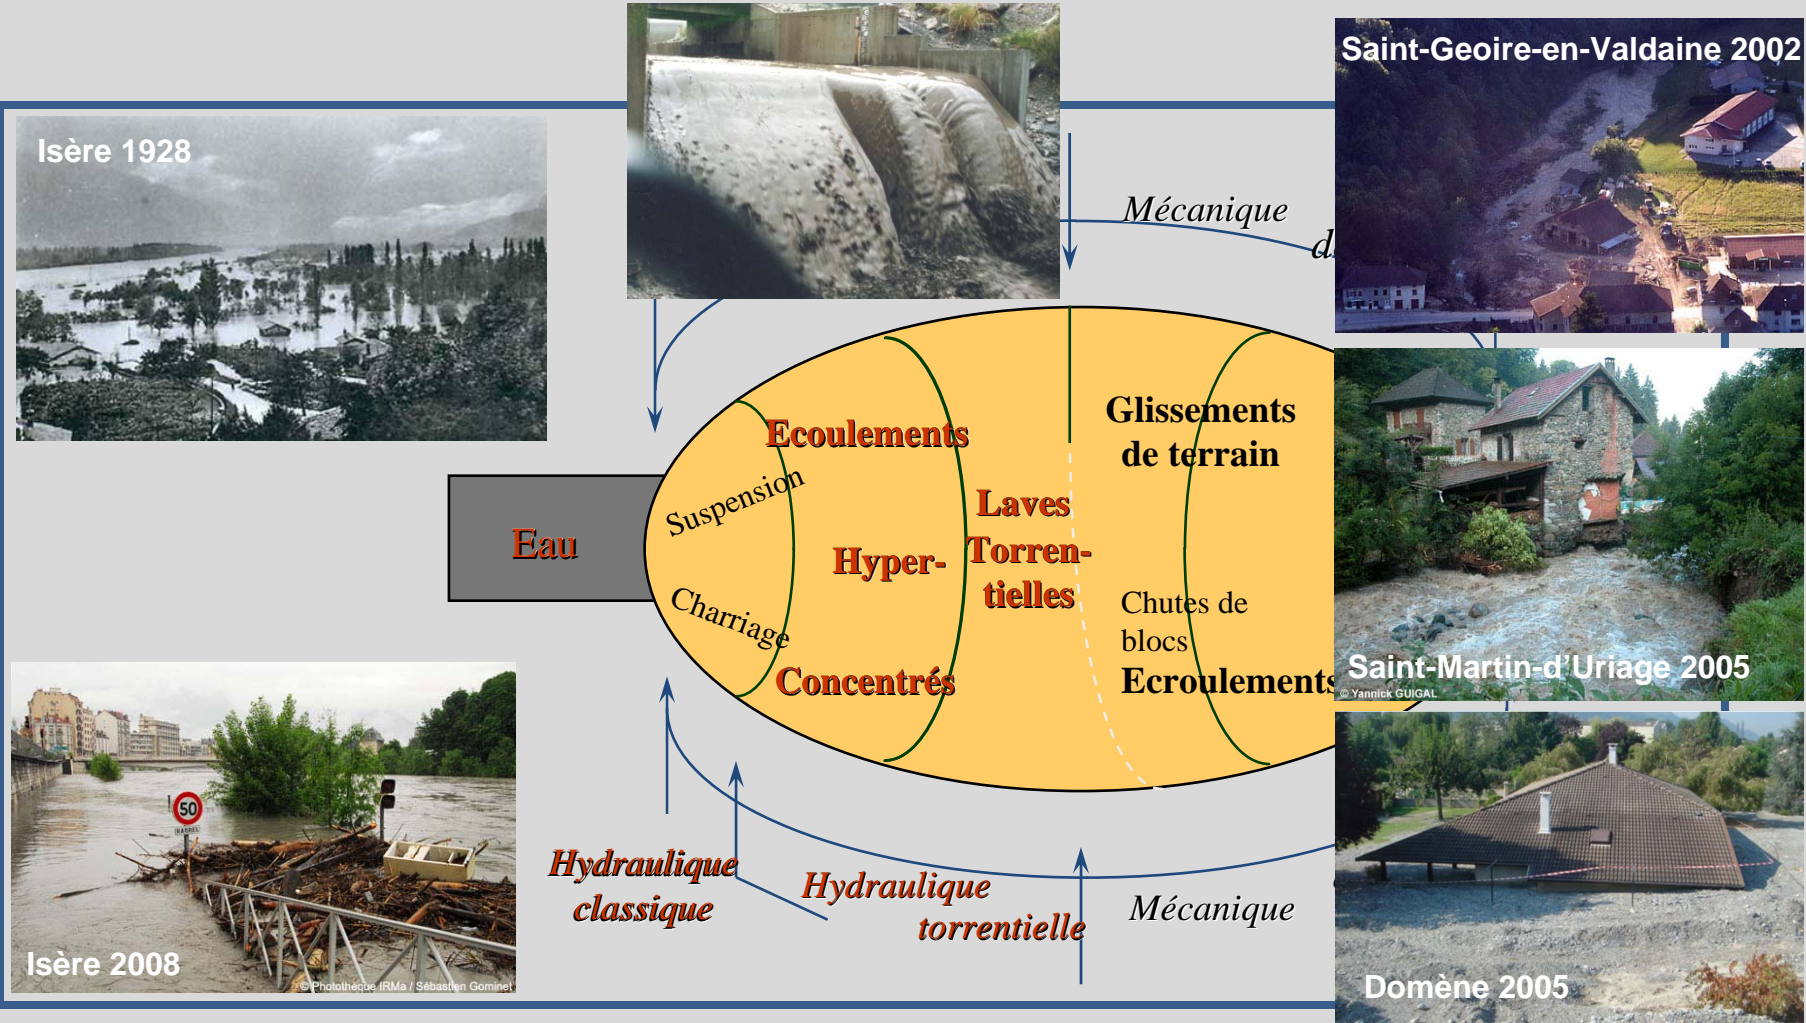 Saint-Geoire-en-Valdaine 2002
Isère 1928
Mécanique
Glissements
de terrain
Ecoulements
Suspension
Laves
Torren-
tielles
Eau
Hyper-
Charriage
Chutes de
blocs
Concentrés
Ecroulements
Saint-Martin-d'Uriage 2005
© Yannick GUIGAL
50
Hydraulique
classique
Hydraulique
torrentielle
Mécanique
Isère 2008
© Photothèque IRMa / Sébastien Gominet
Domène 2005